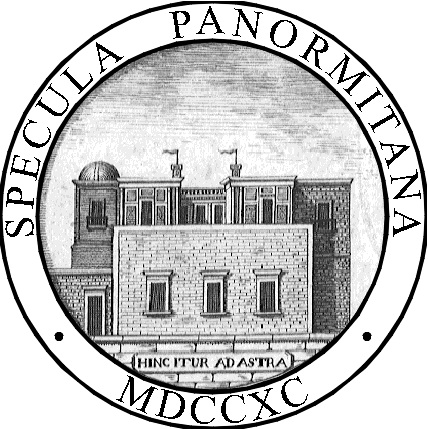 SPECULA PANORMITANA
HINC ITUR AD ASTRA
MDCCXC